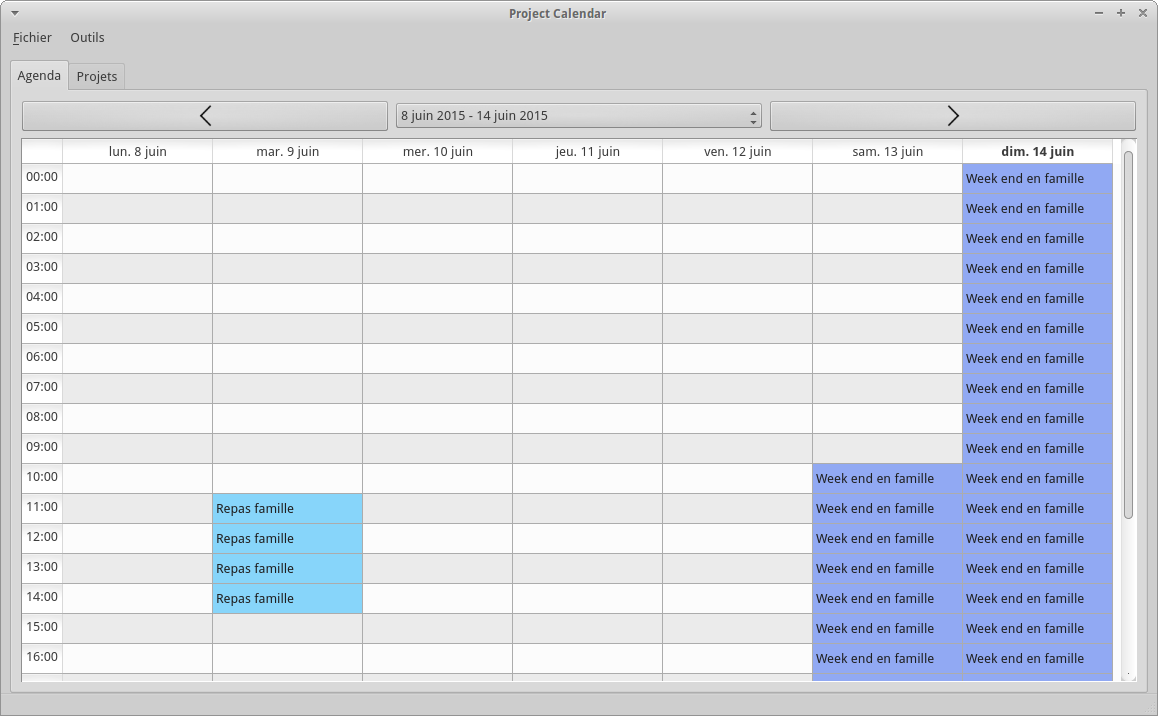 Project Calendar
Fichier Outils
Agenda Projets
8 juin 2015 - 14 juin 2015
lun. 8 juin mar. 9 juin mer. 10 juin jeu. 11 juin ven. 12 juin sam. 13 juin dim. 14 juin
00:00 Week end en famille
01:00 Week end en famille
02:00 Week end en famille
03:00 Week end en famille
04:00 Week end en famille
05:00 Week end en famille
06:00 Week end en famille
07:00 Week end en famille
08:00 Week end en famille
09:00 Week end en famille
10:00 Week end en famille Week end en famille
11:00 Repas famille Week end en famille Week end en famille
12:00 Repas famille Week end en famille Week end en famille
13:00 Repas famille Week end en famille Week end en famille
14:00 Repas famille Week end en famille Week end en famille
15:00 Week end en famille Week end en famille
16:00 Week end en famille Week end en famille